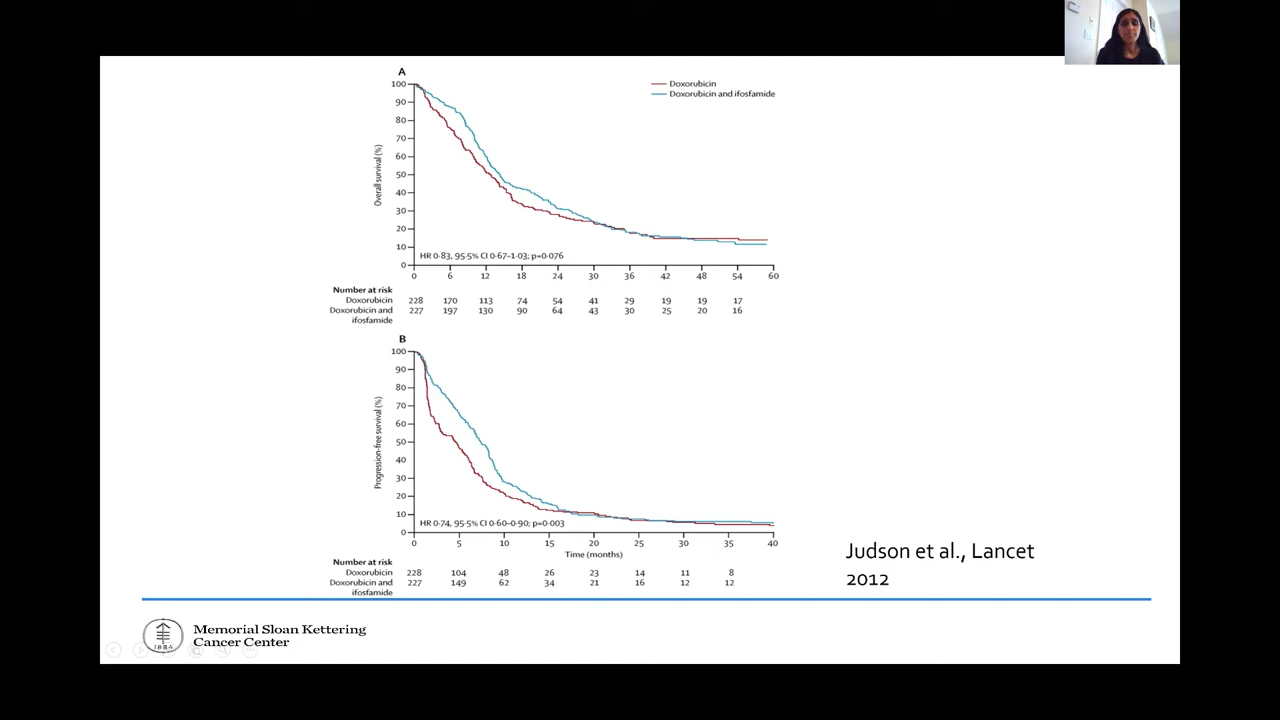 A
Doxorubicin
Doxorubicin and ifosfamide
Overall survival (%)
100
90
80
70
60
50
40
30
20
10
0
HR 0·83, 95·5% CI 0·67–1·03; p=0·076
0 6 12 18 24 30 36 42 48 54 60
Number at risk
Doxorubicin 228 170 113 74 54 41 29 19 19 17
Doxorubicin and 227 197 130 90 64 43 30 25 20 16
ifosfamide
B
Progression-free survival (%)
100
90
80
70
60
50
40
30
20
10
0
HR 0·74, 95·5% CI 0·60–0·90; p=0·003
0 5 10 15 20 25 30 35 40
Time (months)
Number at risk
Doxorubicin 228 104 48 26 23 14 11 8
Doxorubicin and 227 149 62 34 21 16 12 12
ifosfamide
Judson et al., Lancet
2012
1884
Memorial Sloan Kettering
Cancer Center